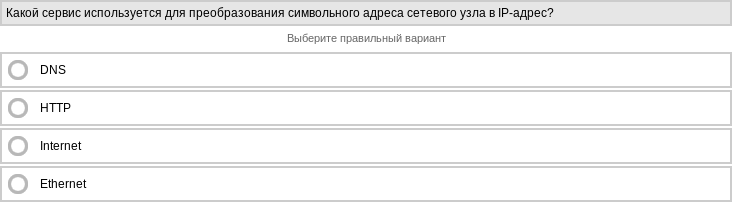 Какой сервис используется для преобразования символьного адреса сетевого узла в IP-адрес?
Выберите правильный вариант
DNS
HTTP
Internet
Ethernet